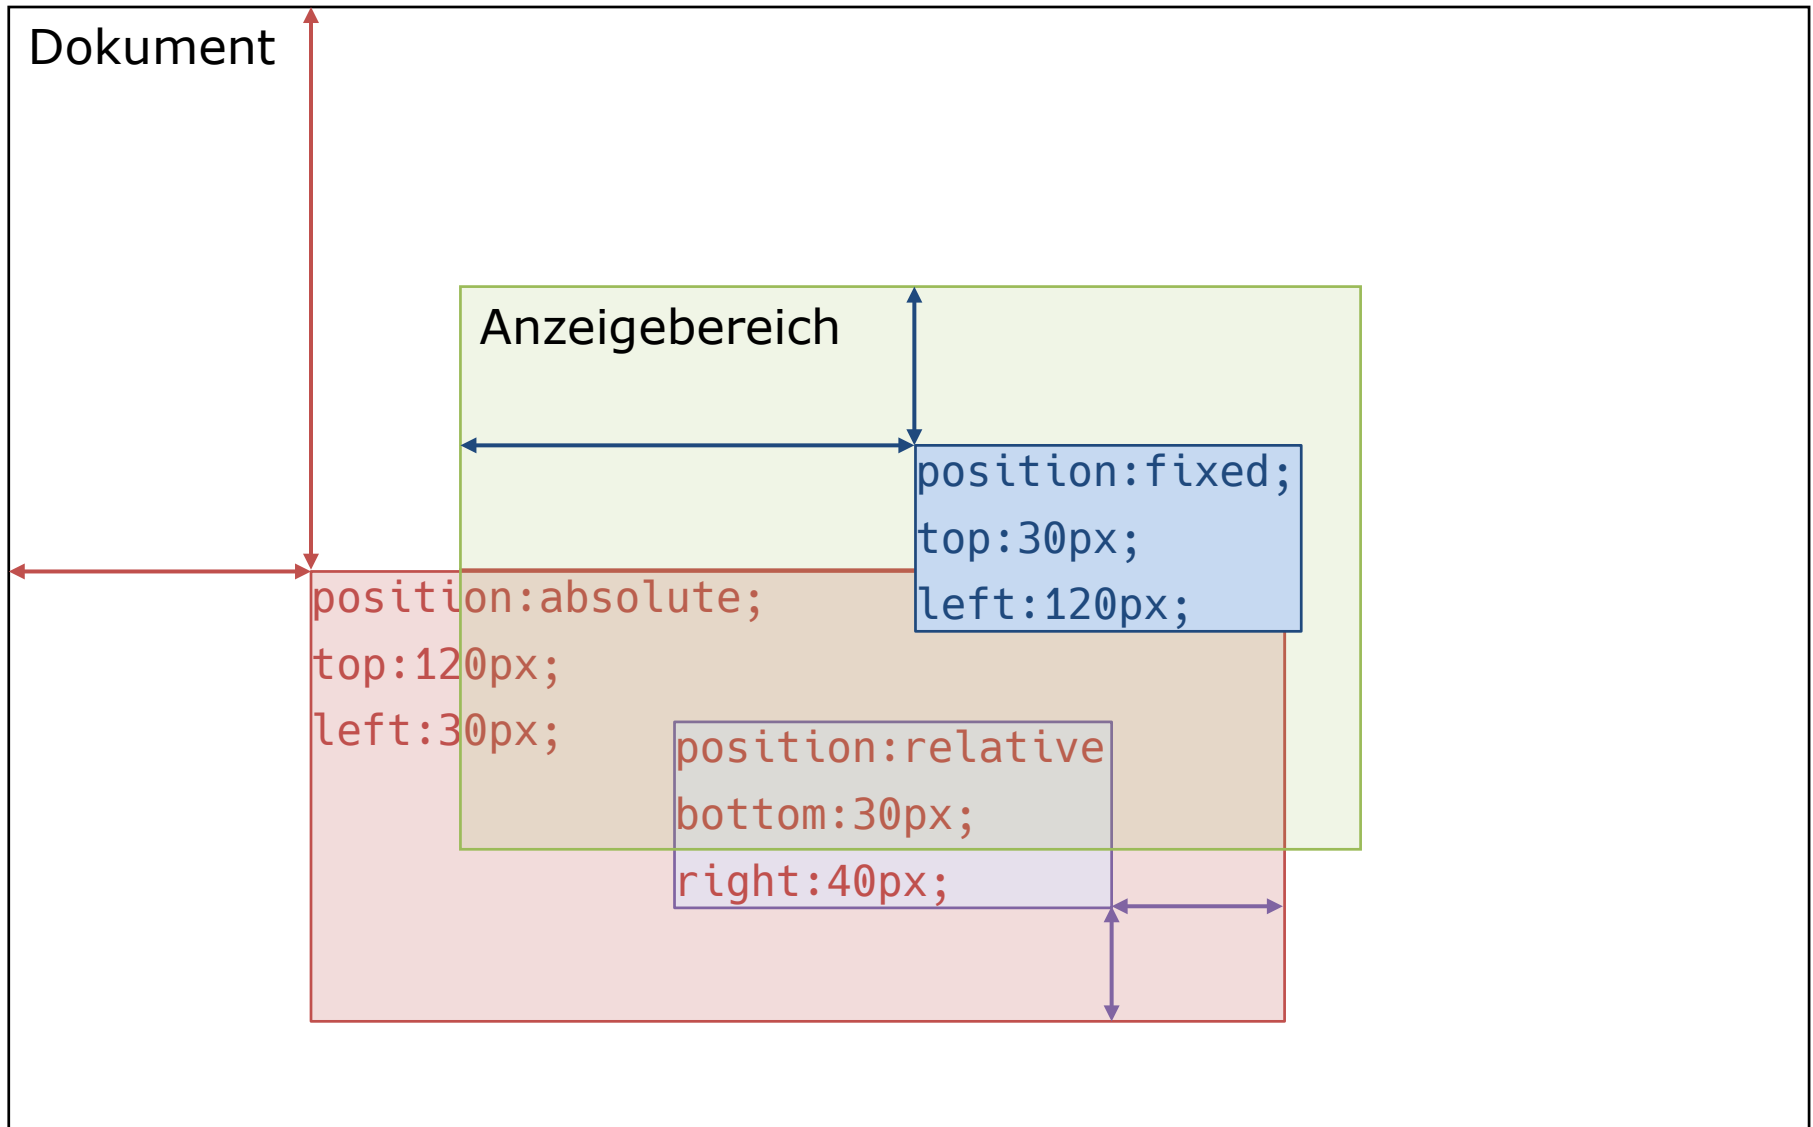 Dokument
Anzeigebereich
position:fixed;
top:30px;
left:120px;
position:absolute;
top:120px;
left:30px;
position:relative
bottom:30px;
right:40px;